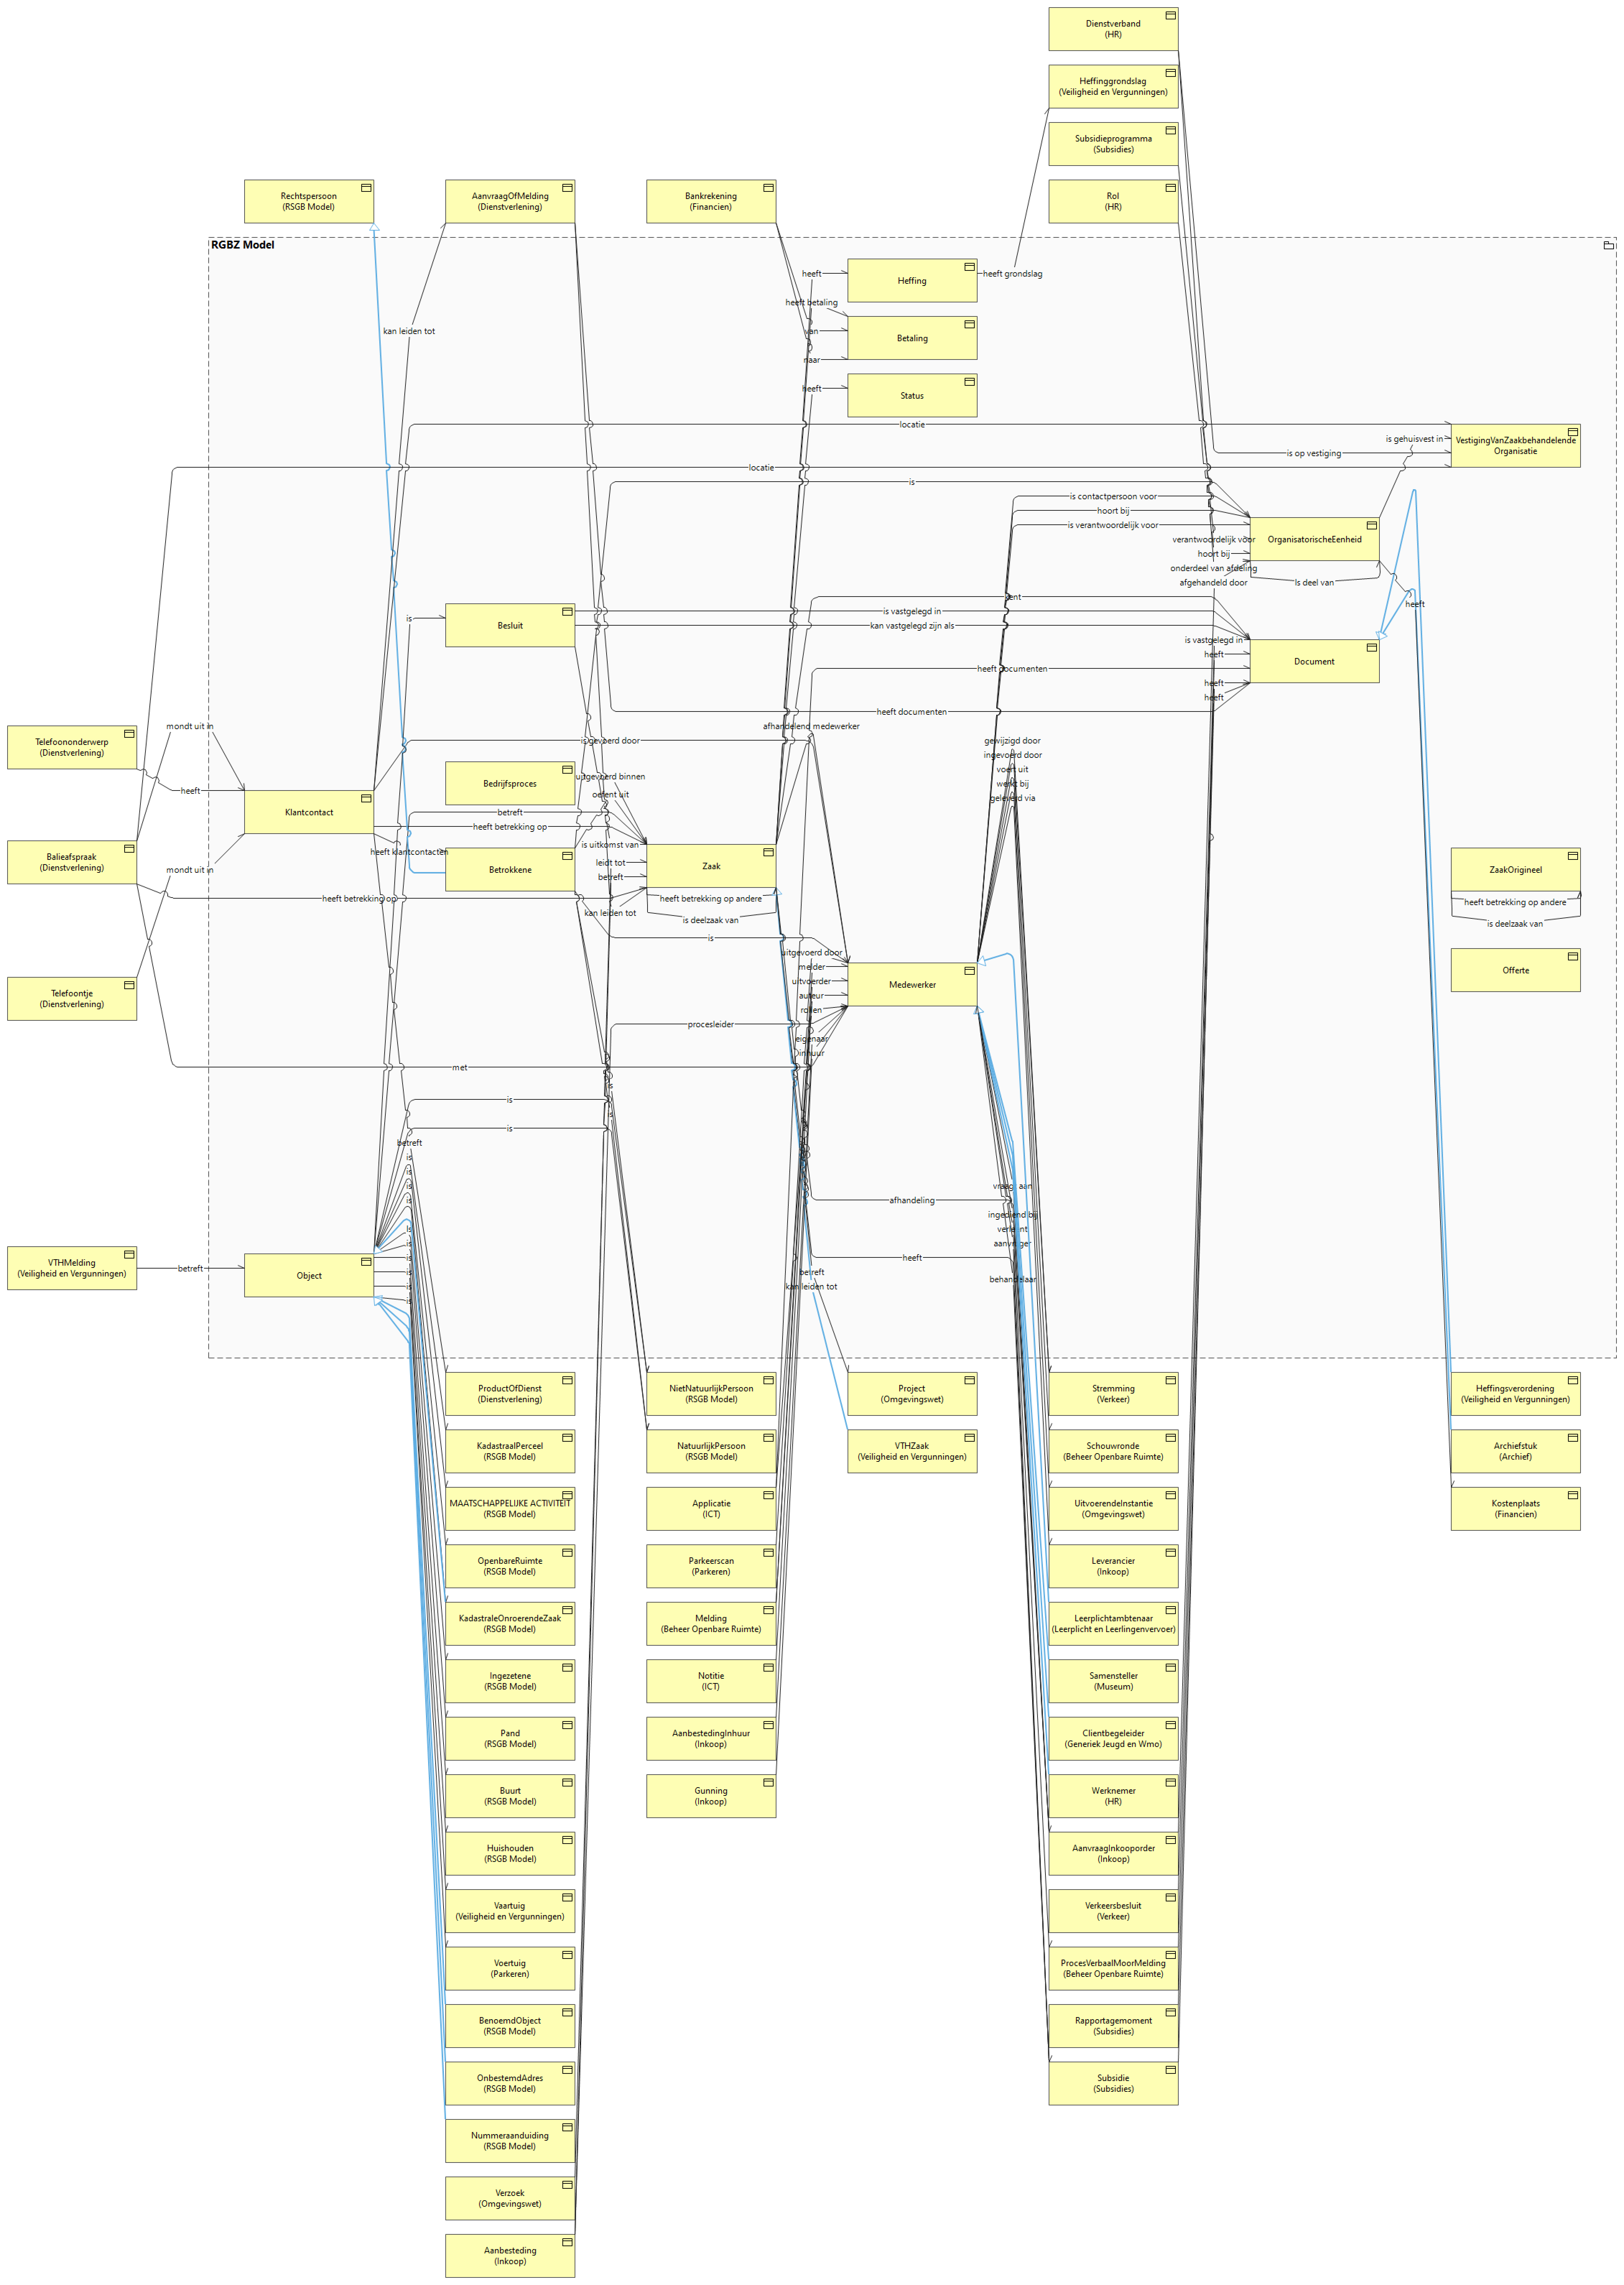 Dienstverband
(HR)
Heffinggrondslag
(Veiligheid en Vergunningen)
Subsidieprogramma
(Subsidies)
Rechtspersoon
(RSGB Model)
AanvraagOfMelding
(Dienstverlening)
Bankrekening
(Financien)
Rol
(HR)
RGBZ Model
heeft
Heffing
heeft grondslag
heeft betaling
van
Betaling
naar
kan leiden tot
heeft
Status
locatie
is gehuisvest in
VestigingVanZaakbehandelende
Organisatie
is op vestiging
locatie
is
is contactpersoon voor
hoort bij
is verantwoordelijk voor
verantwoordelijk voor
OrganisatorischeEenheid
hoort bij
onderdeel van afdeling
afgehandeld door
Is deel van
heeft
Besluit
is
is vastgelegd in
kan vastgelegd zijn als
is vastgelegd in
heeft
Document
heeft documenten
heeft
heeft
heeft documenten
mondt uit in
afhandelend medewerker
Telefoononderwerp
(Dienstverlening)
is gevoerd door
gewijzigd door
ingevoerd door
voert uit
werkt bij
geleverd via
Bedrijfsproces
uitgevoerd binnen
oefent uit
heeft
Klantcontact
betreft
heeft betrekking op
heeft klantcontacten
is uitkomst van
Balieafspraak
(Dienstverlening)
mondt uit in
Betrokkene
leidt tot
betreft
Zaak
ZaakOrigineel
heeft betrekking op
kan leiden tot
heeft betrekking op andere
is deelzaak van
heeft betrekking op andere
is deelzaak van
is
uitgevoerd door
melder
uitvoerder
auteur
rollen
Medewerker
Offerte
Telefoontje
(Dienstverlening)
procesleider
eigenaar
inhuur
met
is
is
is
is
betreft
is
is
is
is
Is
is
is
is
is
is
vraagt aan
afhandeling
ingediend bij
verleent
aanvrager
heeft
behandelaar
betreft
kan leiden tot
VTHMelding
(Veiligheid en Vergunningen)
betreft
Object
ProductOfDienst
(Dienstverlening)
NietNatuurlijkPersoon
(RSGB Model)
Project
(Omgevingswet)
Stremming
(Verkeer)
Heffingsverordening
(Veiligheid en Vergunningen)
KadastraalPerceel
(RSGB Model)
NatuurlijkPersoon
(RSGB Model)
VTHZaak
(Veiligheid en Vergunningen)
Schouwronde
(Beheer Openbare Ruimte)
Archiefstuk
(Archief)
MAATSCHAPPELIJKE ACTIVITEIT
(RSGB Model)
Applicatie
(ICT)
UitvoerendeInstantie
(Omgevingswet)
Kostenplaats
(Financien)
OpenbareRuimte
(RSGB Model)
Parkeerscan
(Parkeren)
Leverancier
(Inkoop)
KadastraleOnroerendeZaak
(RSGB Model)
Melding
(Beheer Openbare Ruimte)
Leerplichtambtenaar
(Leerplicht en Leerlingenvervoer)
Ingezetene
(RSGB Model)
Notitie
(ICT)
Samensteller
(Museum)
Pand
(RSGB Model)
AanbestedingInhuur
(Inkoop)
Clientbegeleider
(Generiek Jeugd en Wmo)
Buurt
(RSGB Model)
Gunning
(Inkoop)
Werknemer
(HR)
Huishouden
(RSGB Model)
AanvraagInkooporder
(Inkoop)
Vaartuig
(Veiligheid en Vergunningen)
Verkeersbesluit
(Verkeer)
Voertuig
(Parkeren)
ProcesVerbaalMoorMelding
(Beheer Openbare Ruimte)
BenoemdObject
(RSGB Model)
Rapportagemoment
(Subsidies)
OnbestemdAdres
(RSGB Model)
Subsidie
(Subsidies)
Nummeraanduiding
(RSGB Model)
Verzoek
(Omgevingswet)
Aanbesteding
(Inkoop)